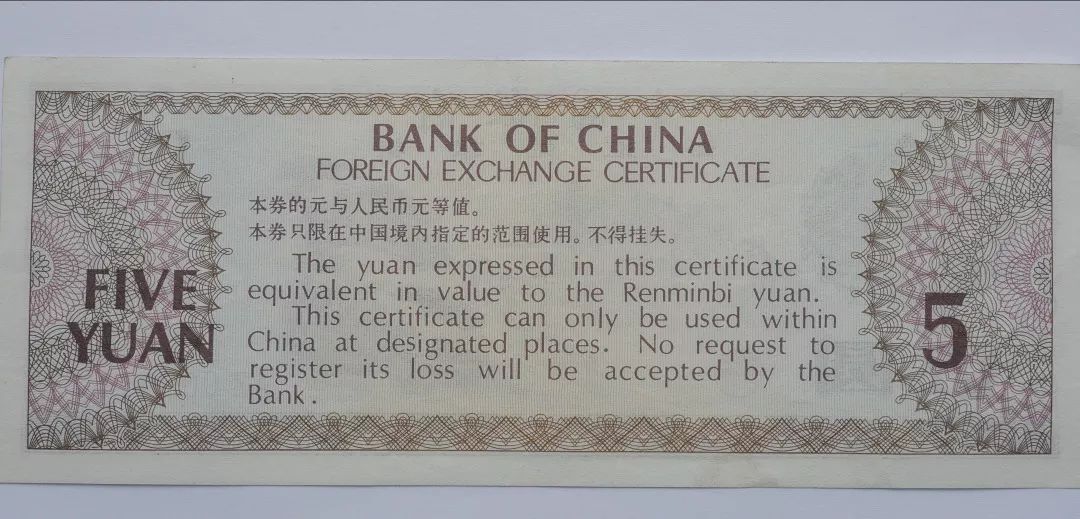 BANK OF CHINA
FOREIGN EXCHANGE CERTIFICATE
本券的元与人民币元等值。
本券只限在中国境内指定的范围使用。不得挂失。
The yuan expressed in this certificate is
equivalent in value to the Renminbi yuan.
This certificate can only be used within
China at designated places. No request to
register its loss will be accepted by the
Bank.
FIVE
YUAN
5